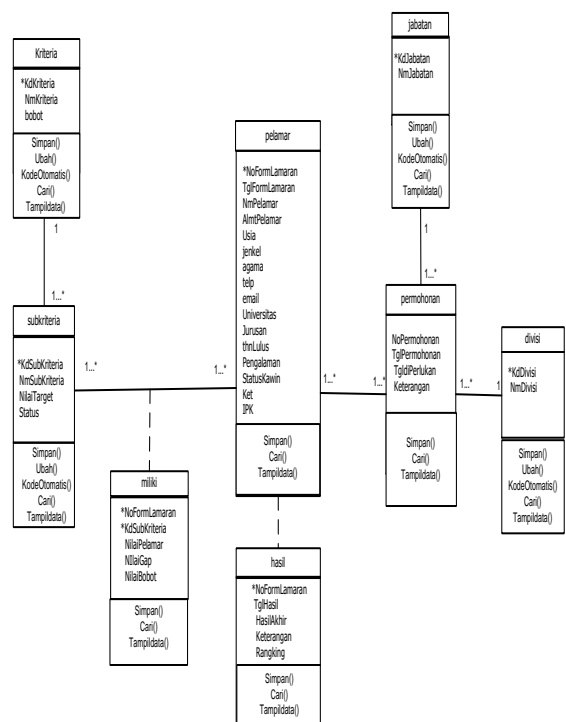 Kriteria
*KdKriteria
NmKriteria
bobot
Simpan()
Ubah()
KodeOtomatis()
Cari()
Tampildata()
1
1...*
subkriteria
*KdSubKriteria
NmSubKriteria
NilaiTarget
Status
Simpan()
Ubah()
KodeOtomatis()
Cari()
Tampildata()
1...*
1...*
miliki
*NoFormLamaran
*KdSubKriteria
NilaiPelamar
NIlaiGap
NilaiBobot
Simpan()
Cari()
Tampildata()
pelamar
*NoFormLamaran
TglFormLamaran
NmPelamar
AlmtPelamar
Usia
jenkel
agama
telp
email
Universitas
Jurusan
thnLulus
Pengalaman
StatusKawin
Ket
IPK
Simpan()
Cari()
Tampildata()
hasil
*NoFormLamaran
TglHasil
HasilAkhir
Keterangan
Rangking
Simpan()
Cari()
Tampildata()
1...*
1...*
jabatan
*KdJabatan
NmJabatan
Simpan()
Ubah()
KodeOtomatis()
Cari()
Tampildata()
1
1...*
permohonan
NoPermohonan
TglPermohonan
TgldiPerlukan
Keterangan
Simpan()
Cari()
Tampildata()
1...*
1
divisi
*KdDivisi
NmDivisi
Simpan()
Ubah()
KodeOtomatis()
Cari()
Tampildata()